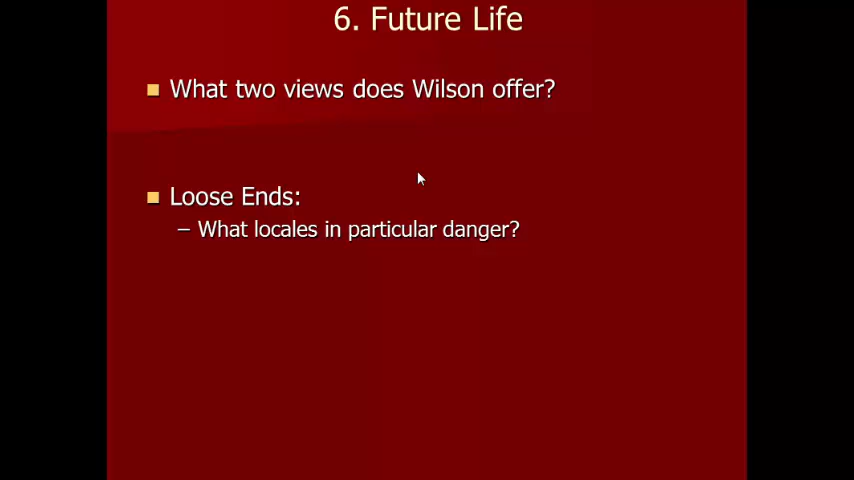 6. Future Life
What two views does Wilson offer?
Loose Ends:
– What locales in particular danger?